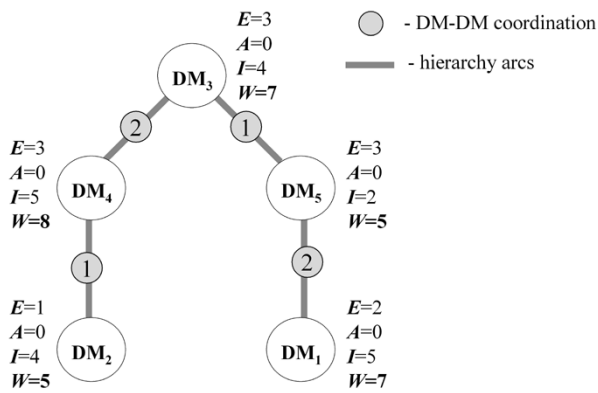 E=3
A=0
I=4
W=7
DM3
- DM-DM coordination
- hierarchy arcs
2
1
E=3
A=0
I=5
W=8
DM4
DM5
E=3
A=0
I=2
W=5
1
2
E=1
A=0
I=4
W=5
DM2
DM1
E=2
A=0
I=5
W=7